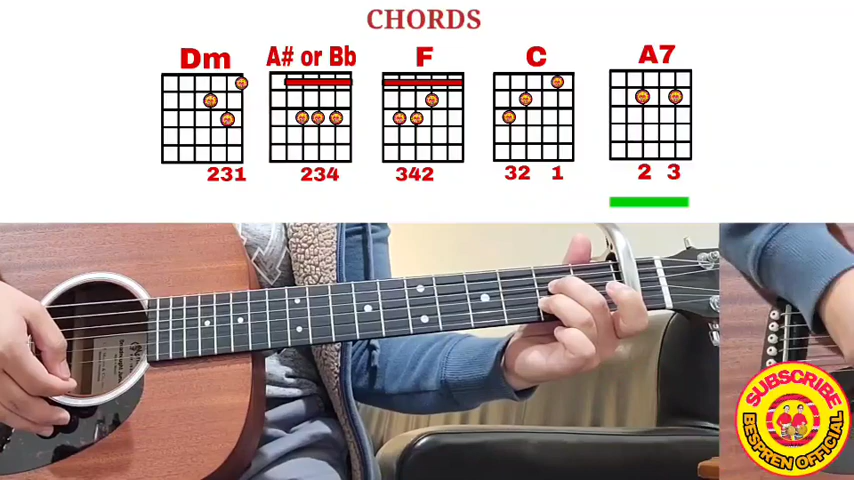 CHORDS
Dm
A# or Bb
F
C
A7
231
234
342
32 1
2 3
SUBSCRIBE
BESPREN OFFICIAL